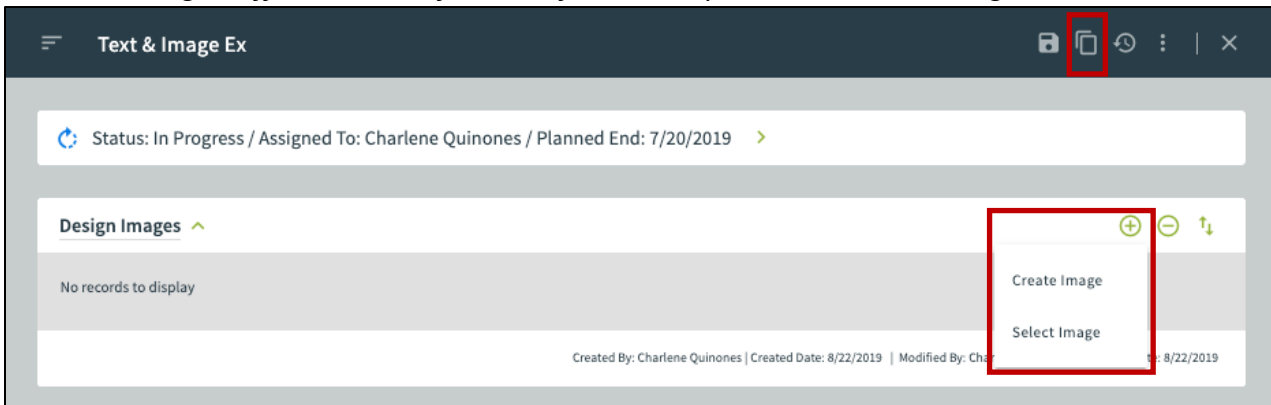 Text & Image Ex
Status: In Progress / Assigned To: Charlene Quinones / Planned End: 7/20/2019
Design Images
No records to display
Create Image
Select Image
Created By: Charlene Quinones | Created Date: 8/22/2019 | Modified By: 8/22/2019